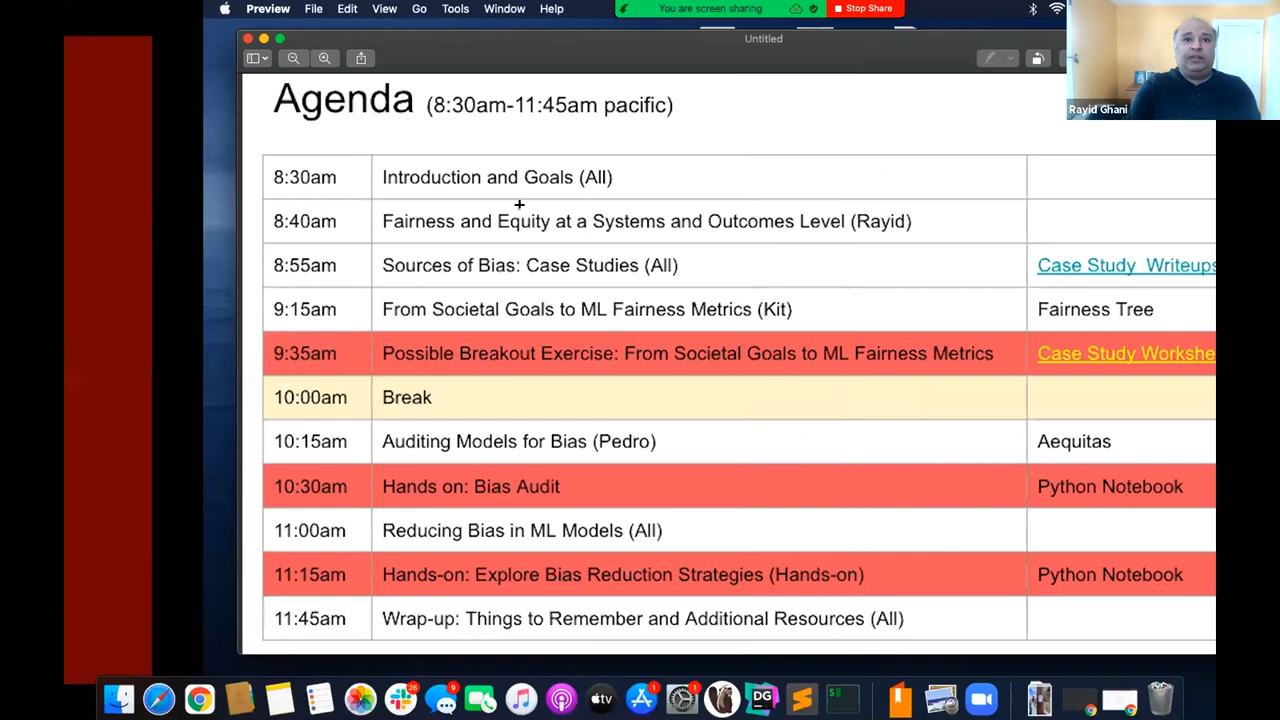 Preview File Edit View Go Tools Window Help
You are screen sharing
Stop Share
Untitled
Rayid Ghani
Agenda (8:30am-11:45am pacific)
8:30am Introduction and Goals (All)
8:40am Fairness and Equity at a Systems and Outcomes Level (Rayid)
8:55am Sources of Bias: Case Studies (All) Case Study Writeups
9:15am From Societal Goals to ML Fairness Metrics (Kit) Fairness Tree
9:35am Possible Breakout Exercise: From Societal Goals to ML Fairness Metrics Case Study Workshe
10:00am Break
10:15am Auditing Models for Bias (Pedro) Aequitas
10:30am Hands on: Bias Audit Python Notebook
11:00am Reducing Bias in ML Models (All)
11:15am Hands-on: Explore Bias Reduction Strategies (Hands-on) Python Notebook
11:45am Wrap-up: Things to Remember and Additional Resources (All)
26
9
tv
1
1
DG